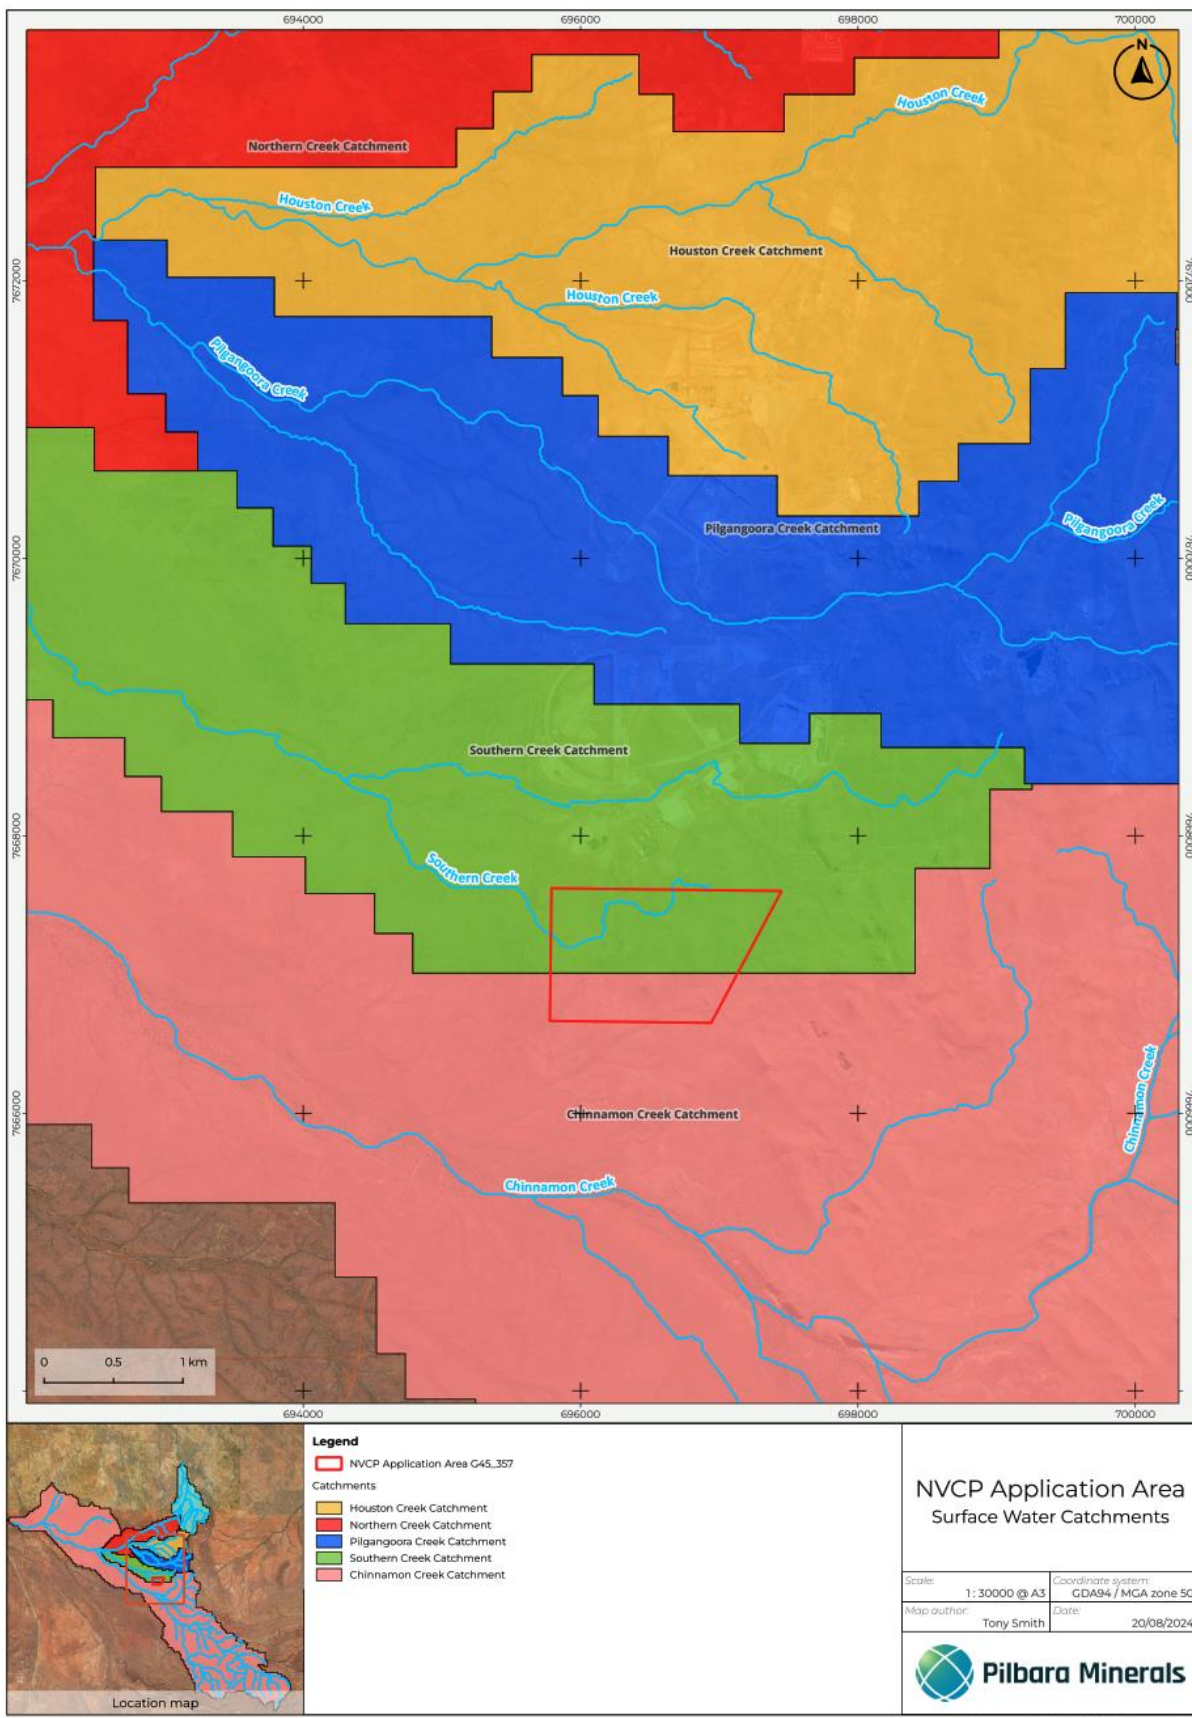 694000
696000
698000
700000
N
Houston Creek
Northern Creek Catchment
Houston Creek
Houston Creek Catchment
7672000
7672000
Houston Creek
Pilgangoora Creek
Pilgangoora Creek
Pilgangoora Creek Catchment
7670000
7670000
Southern Creek Catchment
7668000
7668000
Southern Creek
Chinnamon Creek
7666000
7666000
Chinnamon Creek Catchment
Chinnamon Creek
0 0.5 1 km
694000
696000
698000
700000
Legend
NVCP Application Area G45_357
Catchments
Houston Creek Catchment
Northern Creek Catchment
Pilgangoora Creek Catchment
Southern Creek Catchment
Chinnamon Creek Catchment
Location map
NVCP Application Area
Surface Water Catchments
Scale:
1 : 30000 @ A3
Coordinate system:
GDA94 / MGA zone 50
Map author:
Tony Smith
Date:
20/08/2024
Pilbara Minerals